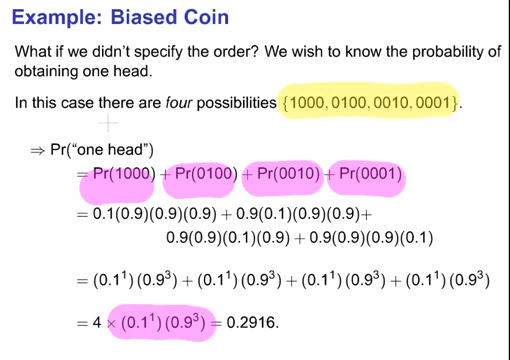 Example: Biased Coin
What if we didn't specify the order? We wish to know the probability of
obtaining one head.
In this case there are four possibilities {1000, 0100, 0010, 0001}.
⇒ Pr("one head")
= Pr(1000) + Pr(0100) + Pr(0010) + Pr(0001)
= 0.1(0.9)(0.9)(0.9) + 0.9(0.1)(0.9)(0.9)+
0.9(0.9)(0.1)(0.9) + 0.9(0.9)(0.9)(0.1)
= (0.1¹)(0.9³) + (0.1¹)(0.9³) + (0.1¹)(0.9³) + (0.1¹)(0.9³)
= 4 × (0.1¹)(0.9³) = 0.2916.